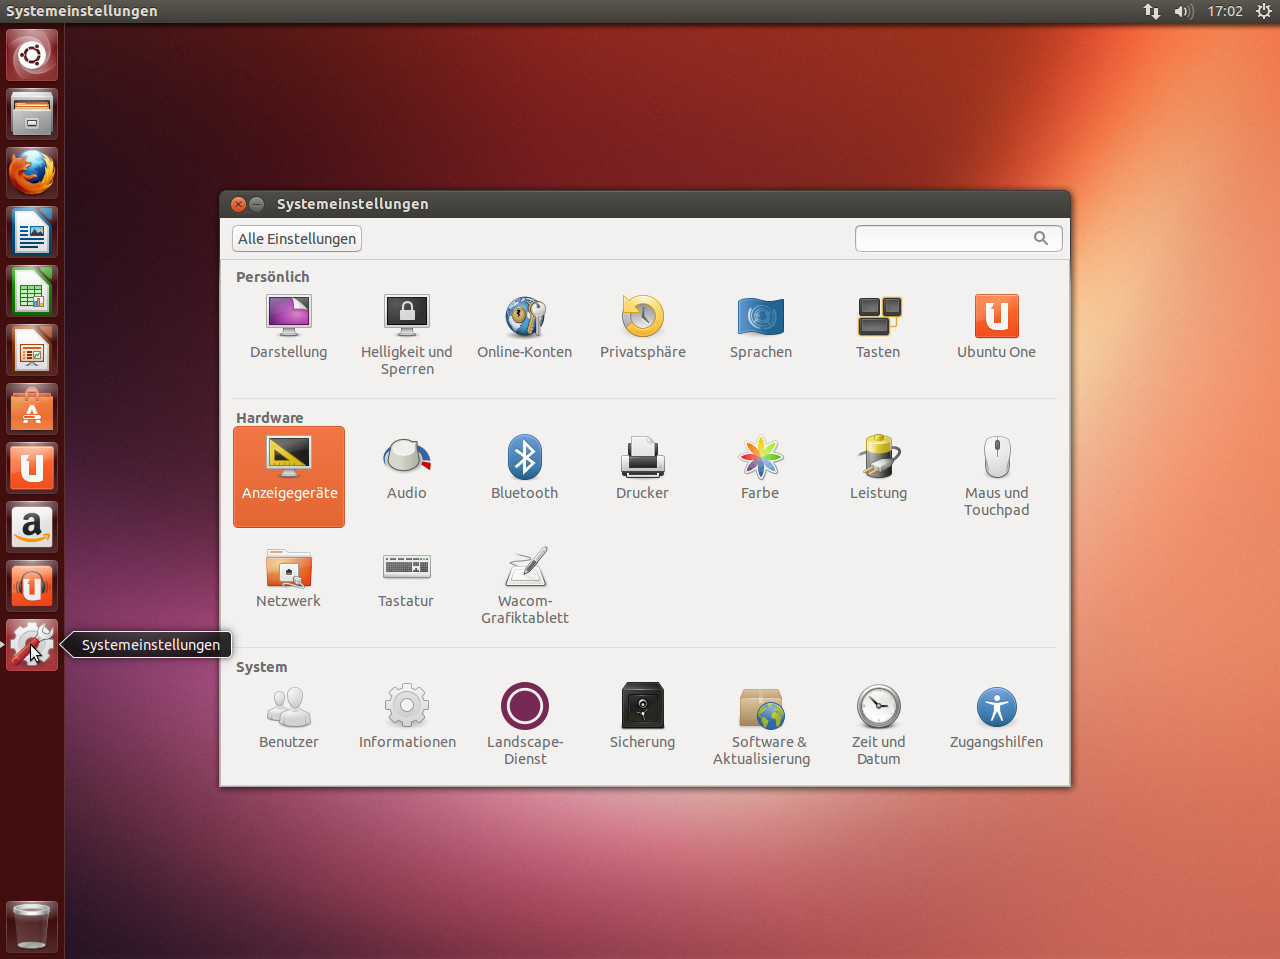 Systemeinstellungen
17:02
Systemeinstellungen
Alle Einstellungen
Persönlich
Darstellung
Helligkeit und
Sperren
Online-Konten
Privatsphäre
Sprachen
Tasten
Ubuntu One
Hardware
Anzeigegeräte
Audio
Bluetooth
Drucker
Farbe
Leistung
Maus und
Touchpad
Netzwerk
Tastatur
Wacom-
Grafiktablett
Systemeinstellungen
System
Benutzer
Informationen
Landscape-
Dienst
Sicherung
Software &
Aktualisierung
Zeit und
Datum
Zugangshilfen